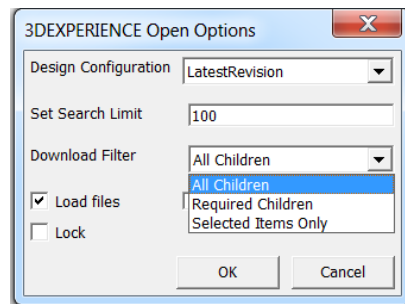 3DEXPERIENCE Open Options
Design Configuration LatestRevision
Set Search Limit 100
Download Filter All Children
All Children
Load files Required Children
Selected Items Only
Lock
OK Cancel